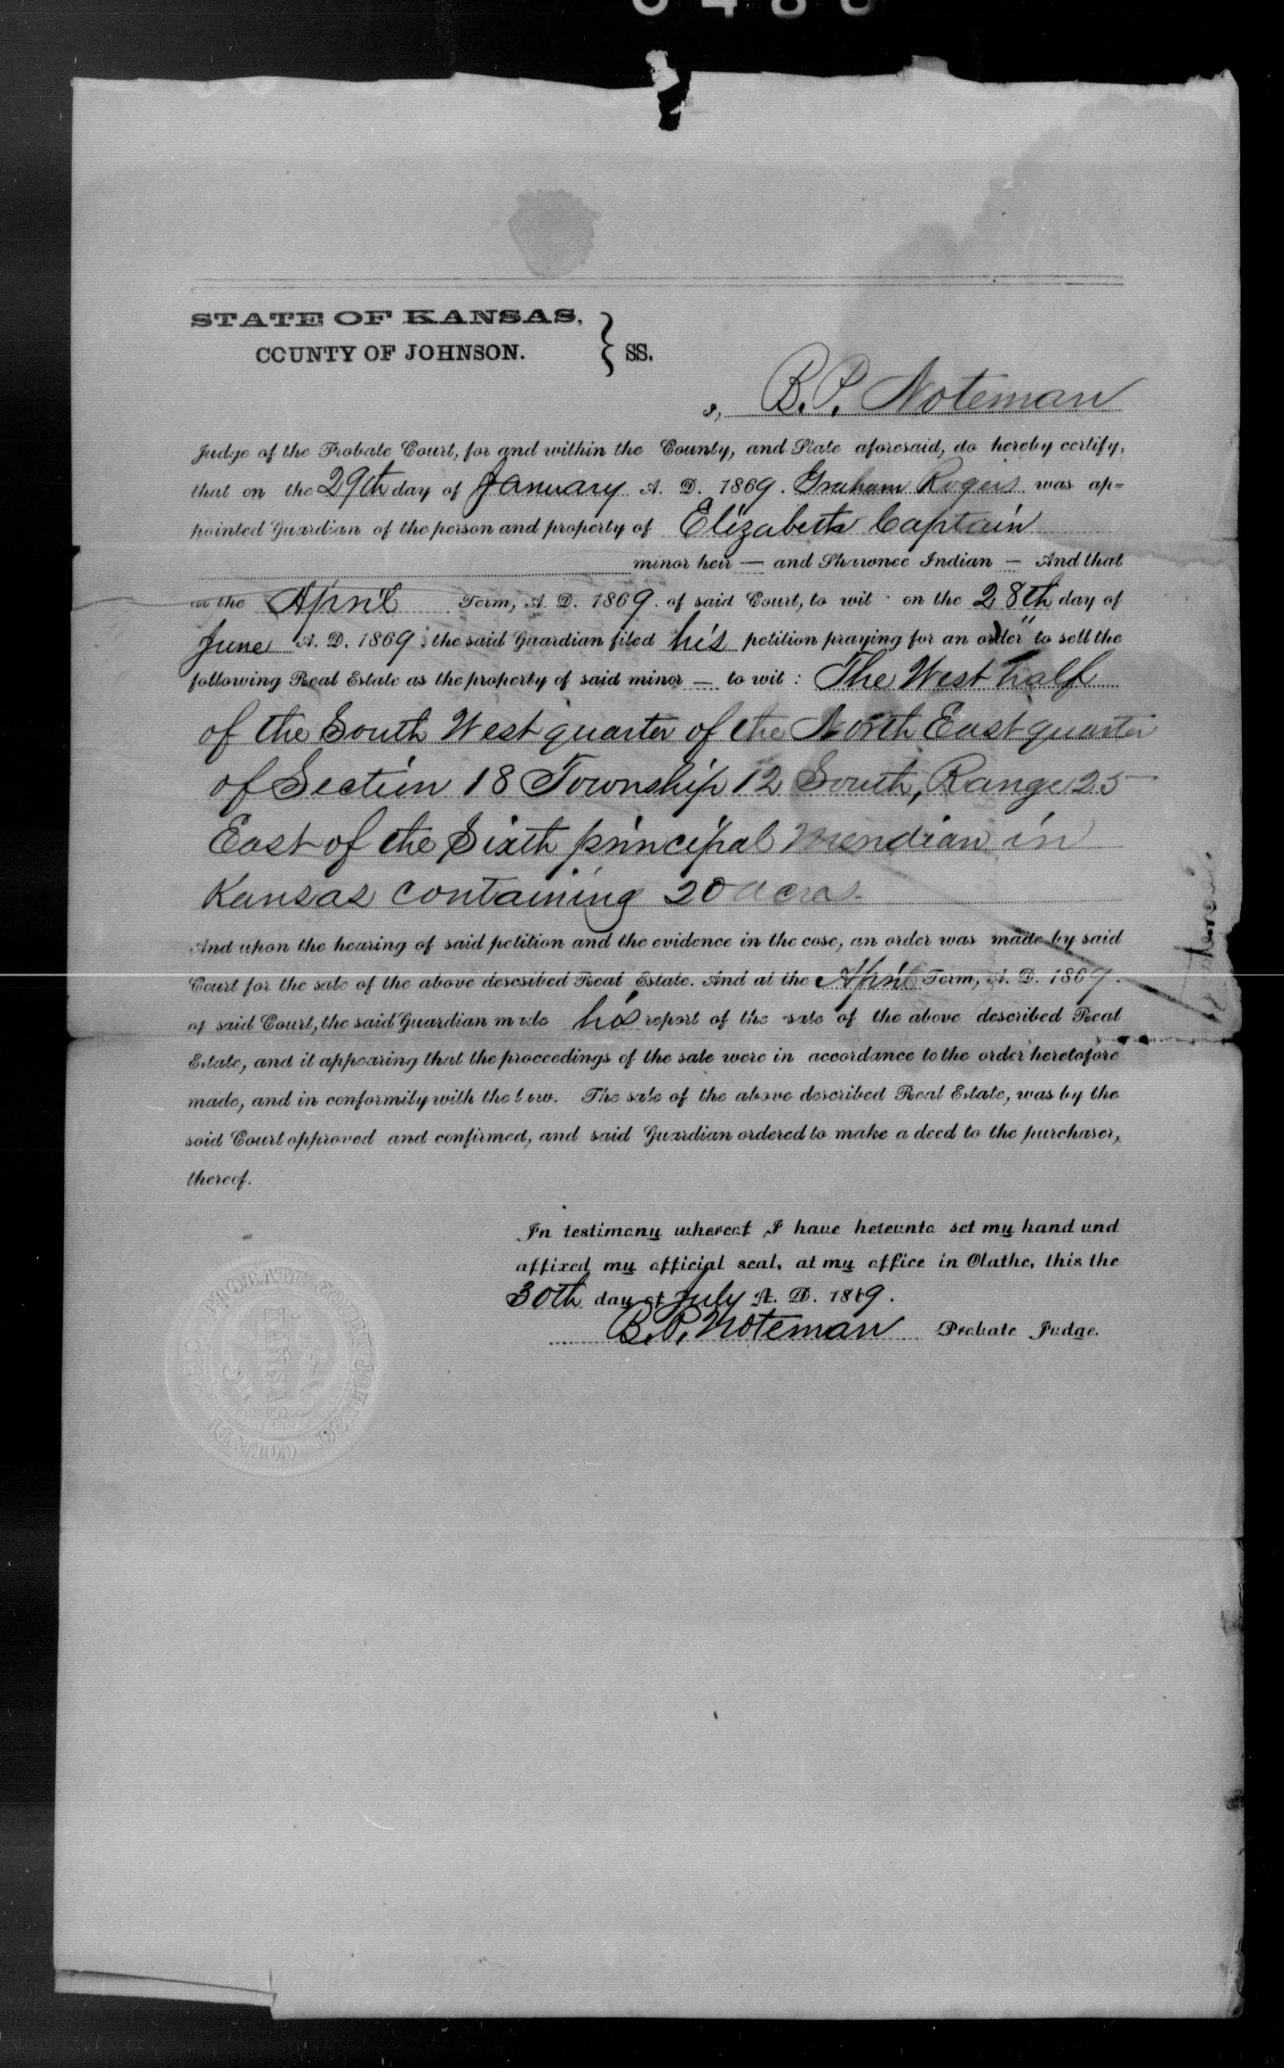 STATE OF KANSAS,
COUNTY OF JOHNSON. } SS.
I, B. P. Noteman
Judge of the Probate Court, for and within the County, and State aforesaid, do hereby certify,
that on the 29th day of January A. D. 1869. Graham Rogers was ap=
pointed Guardian of the person and property of Elizabeth Captain
minor heir — and Shawnee Indian — And that
at the April Term, A. D. 1869. of said Court, to wit on the 28th day of
June A. D. 1869; the said Guardian filed his petition praying for an order to sell the
following Real Estate as the property of said minor — to wit: The West half
of the South West quarter of the North East quarter
of Section 18 Township 12 South, Range 25
East of the Sixth principal Meridian in
Kansas containing 20 acres.
And upon the hearing of said petition and the evidence in the case, an order was made by said
Court for the sale of the above descsibed Real Estate. And at the April Term, A. D. 1869.
of said Court, the said Guardian made his report of the sale of the above described Real
Estate, and it appearing that the proceedings of the sale were in accordance to the order heretofore
made, and in conformity with the law. The sale of the above described Real Estate, was by the
said Court approved and confirmed, and said Guardian ordered to make a deed to the purchaser,
thereof.
In testimony whereof I have hereunto set my hand and
affixed my official seal, at my office in Olathe, this the
30th day of July A. D. 1869.
B. P. Noteman Probate Judge.
PROBATE COURT JOHNSON COUNTY
KANSAS